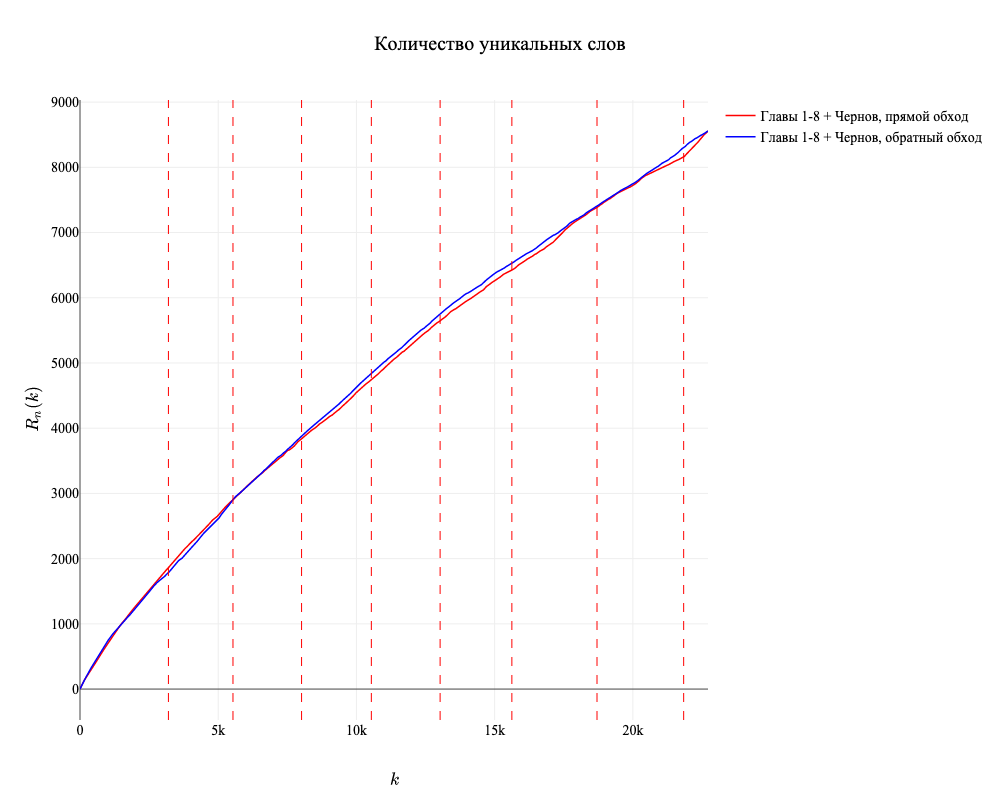 Количество уникальных слов
Главы 1-8 + Чернов, прямой обход
Главы 1-8 + Чернов, обратный обход
9000
8000
7000
6000
5000
4000
3000
2000
1000
0
R_n(k)
0 5k 10k 15k 20k
k